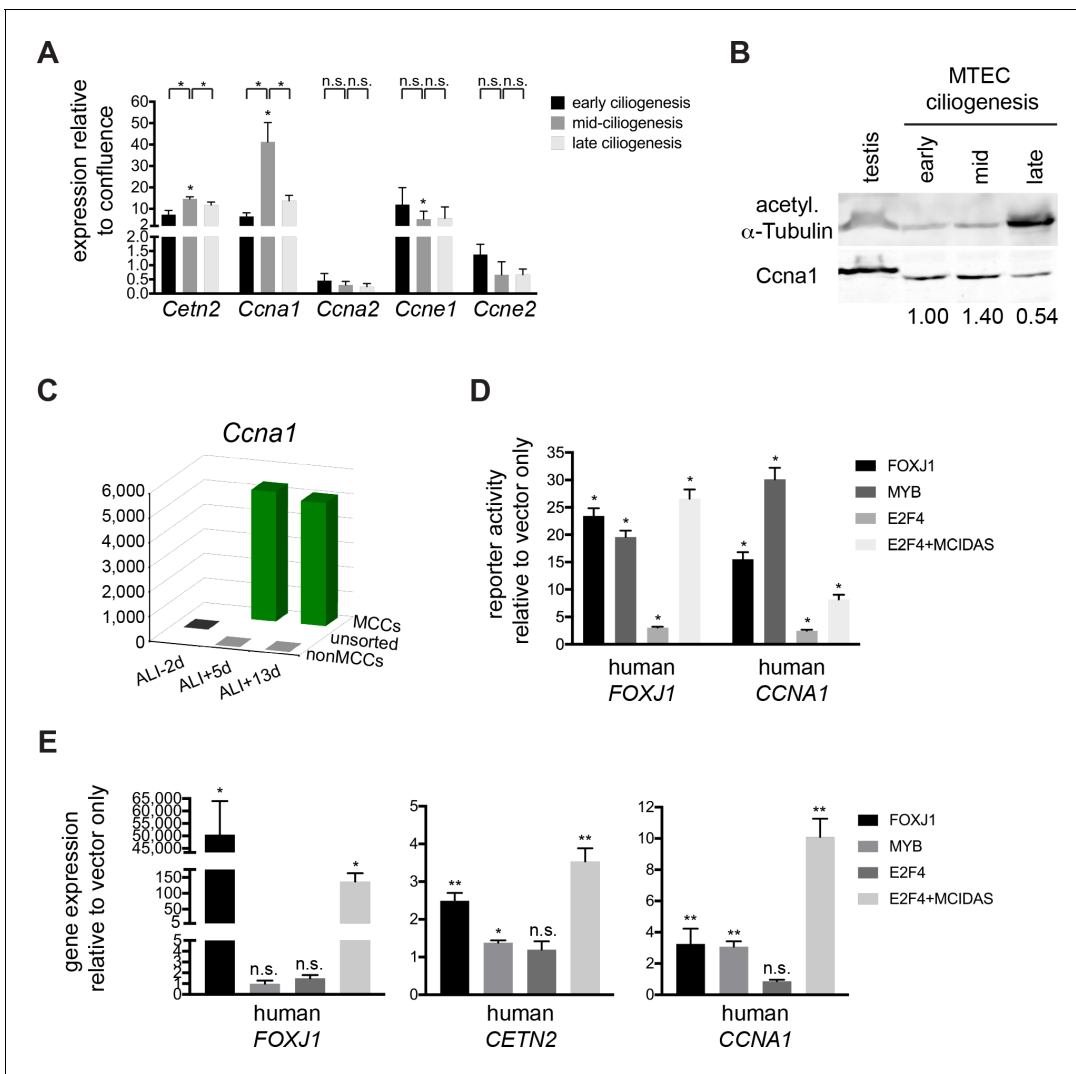 A
expression relative
to confluence
60
50
40
30
20
10
2
2.0
1.5
1.0
0.5
0.0
* *
* *
n.s. n.s.
n.s. n.s.
n.s. n.s.
*
*
*
Cetn2 Ccna1 Ccna2 Ccne1 Ccne2
early ciliogenesis
mid-ciliogenesis
late ciliogenesis
B
MTEC
ciliogenesis
testis
early
mid
late
acetyl.
α-Tubulin
Ccna1
1.00 1.40 0.54
C
Ccna1
6,000
5,000
4,000
3,000
2,000
1,000
0
ALI-2d
ALI+5d
ALI+13d
MCCs
unsorted
nonMCCs
D
reporter activity
relative to vector only
35
30
25
20
15
10
5
0
* * * *
* * * *
human
FOXJ1
human
CCNA1
FOXJ1
MYB
E2F4
E2F4+MCIDAS
E
gene expression
relative to vector only
65,000
60,000
55,000
50,000
45,000
150
100
50
5
5
4
3
2
1
0
* n.s. n.s. *
human
FOXJ1
5
4
3
2
1
0
** * n.s. **
human
CETN2
12
10
8
6
4
2
0
** ** n.s. **
human
CCNA1
FOXJ1
MYB
E2F4
E2F4+MCIDAS